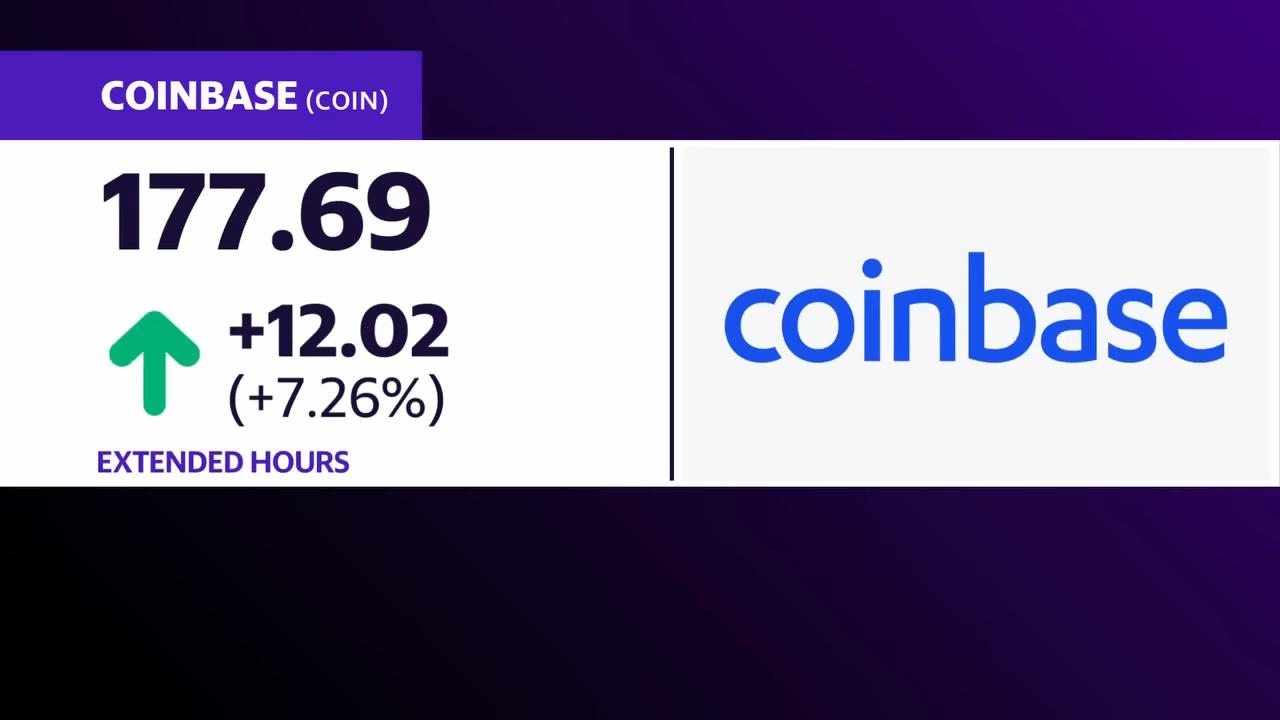 COINBASE (COIN)
177.69
+12.02
(+7.26%)
EXTENDED HOURS
coinbase